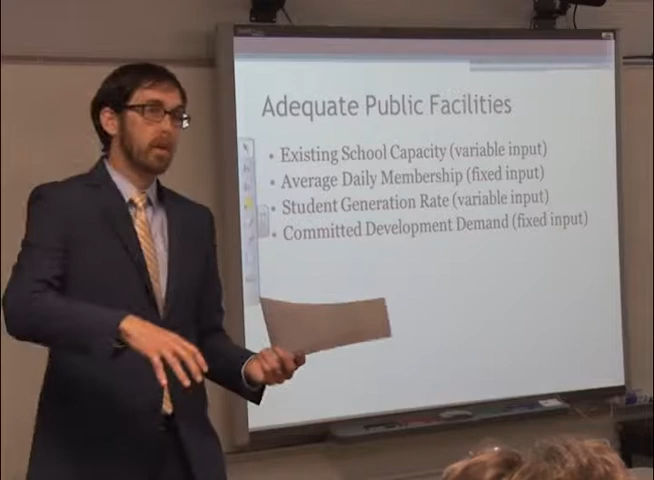 Adequate Public Facilities
• Existing School Capacity (variable input)
• Average Daily Membership (fixed input)
• Student Generation Rate (variable input)
• Committed Development Demand (fixed input)